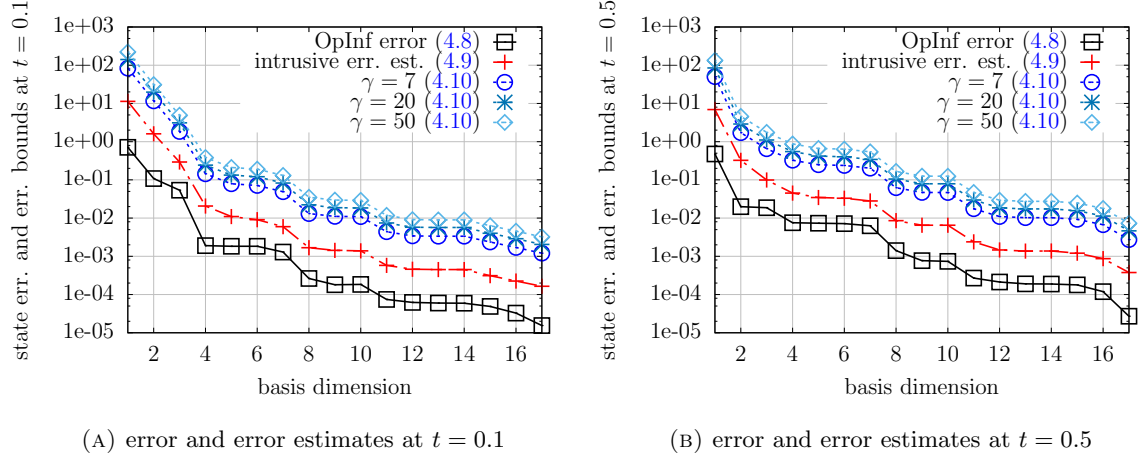 state err. and err. bounds at t = 0.1
1e+03
1e+02
1e+01
1e+00
1e-01
1e-02
1e-03
1e-04
1e-05
OpInf error (4.8)
intrusive err. est. (4.9)
γ = 7 (4.10)
γ = 20 (4.10)
γ = 50 (4.10)
2 4 6 8 10 12 14 16
basis dimension
(A) error and error estimates at t = 0.1
state err. and err. bounds at t = 0.5
1e+03
1e+02
1e+01
1e+00
1e-01
1e-02
1e-03
1e-04
1e-05
OpInf error (4.8)
intrusive err. est. (4.9)
γ = 7 (4.10)
γ = 20 (4.10)
γ = 50 (4.10)
2 4 6 8 10 12 14 16
basis dimension
(B) error and error estimates at t = 0.5